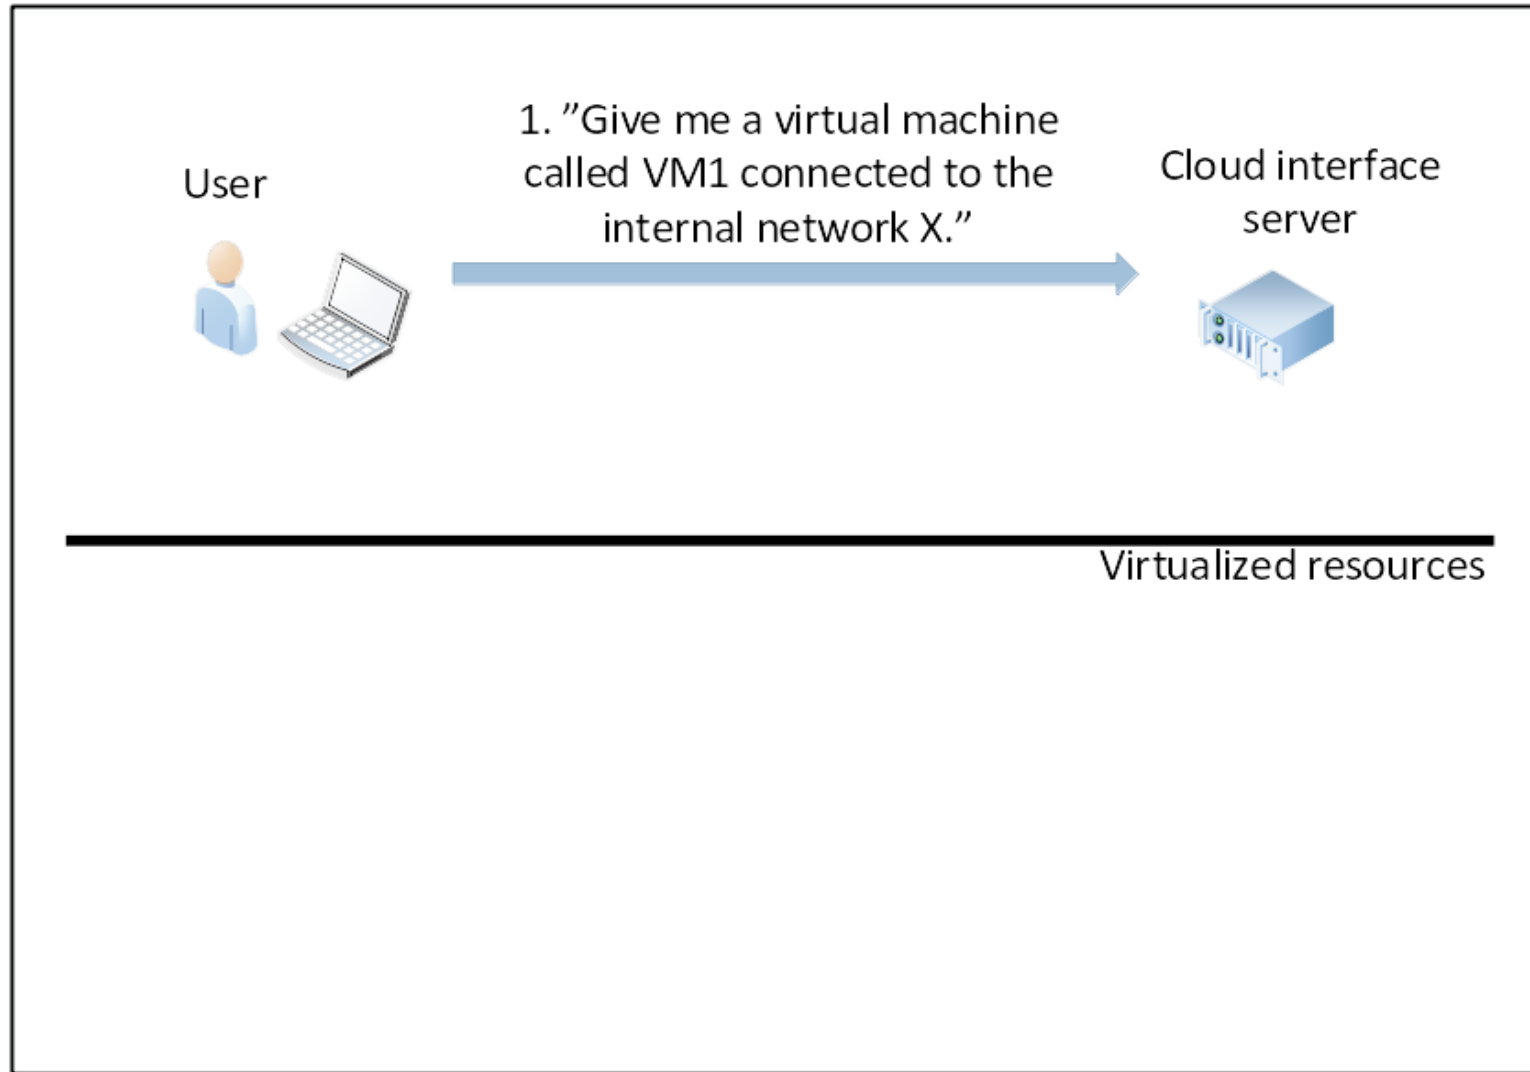 User
1. ”Give me a virtual machine
called VM1 connected to the
internal network X.”
Cloud interface
server
Virtualized resources